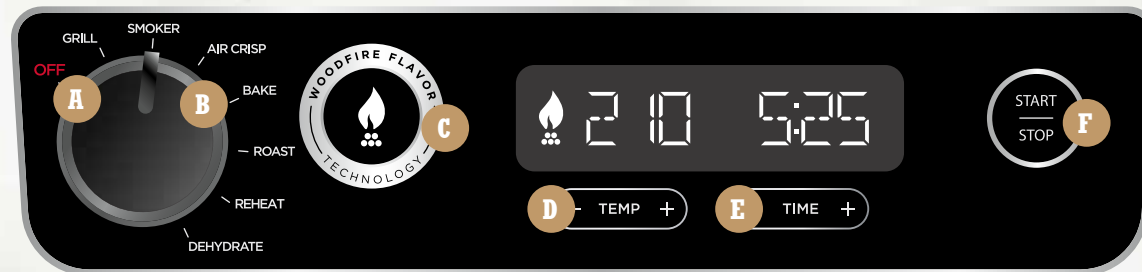 SMOKER
GRILL
AIR CRISP
OFF
A
B
BAKE
ROAST
REHEAT
DEHYDRATE
WOODFIRE FLAVOR
TECHNOLOGY
C
210 5:25
D - TEMP +
E TIME +
START
STOP
F